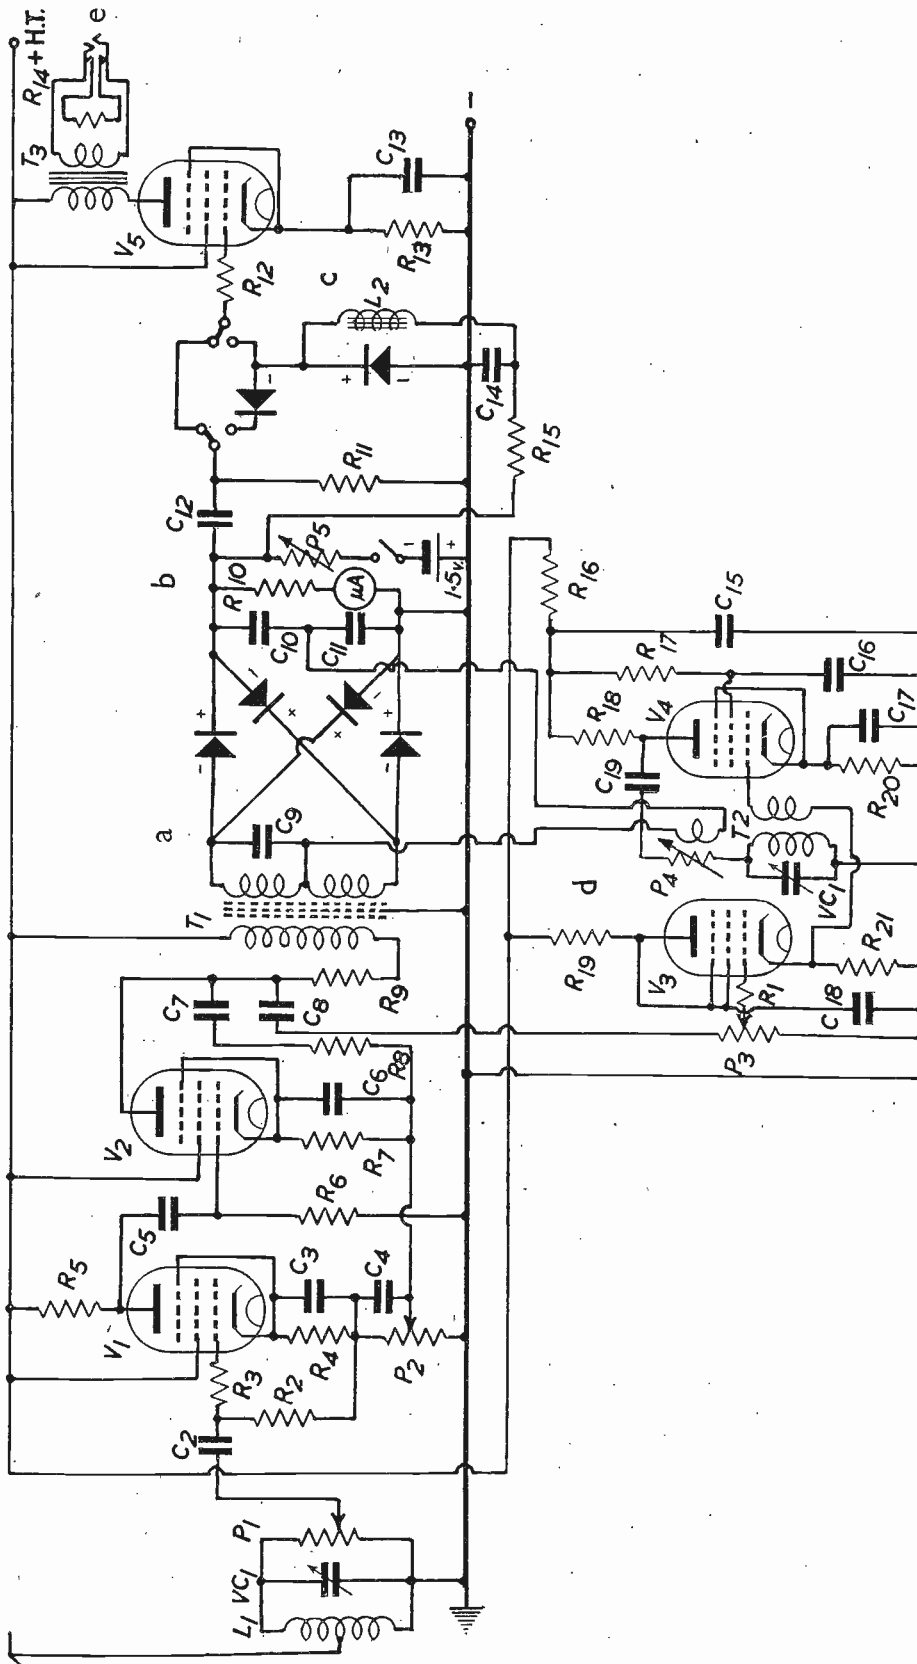 R14
+ H.T.
e
T3
V5
R12
C13
R13
c
L2
+
-
-
C14
R15
-
R11
C12
b
P5
R10
μA
-
+
1·5v.
C10
C11
R16
C15
R17
C16
R18
V4
C17
R20
C19
-
+
-
+
+
-
+
-
a
C9
T1
T2
P4
VC1
d
R19
V3
R1
R21
C18
P3
C7
C8
R9
R8
V2
C6
R7
C5
R6
R5
V1
C3
C4
R4
P2
R3
R2
C2
P1
VC1
L1